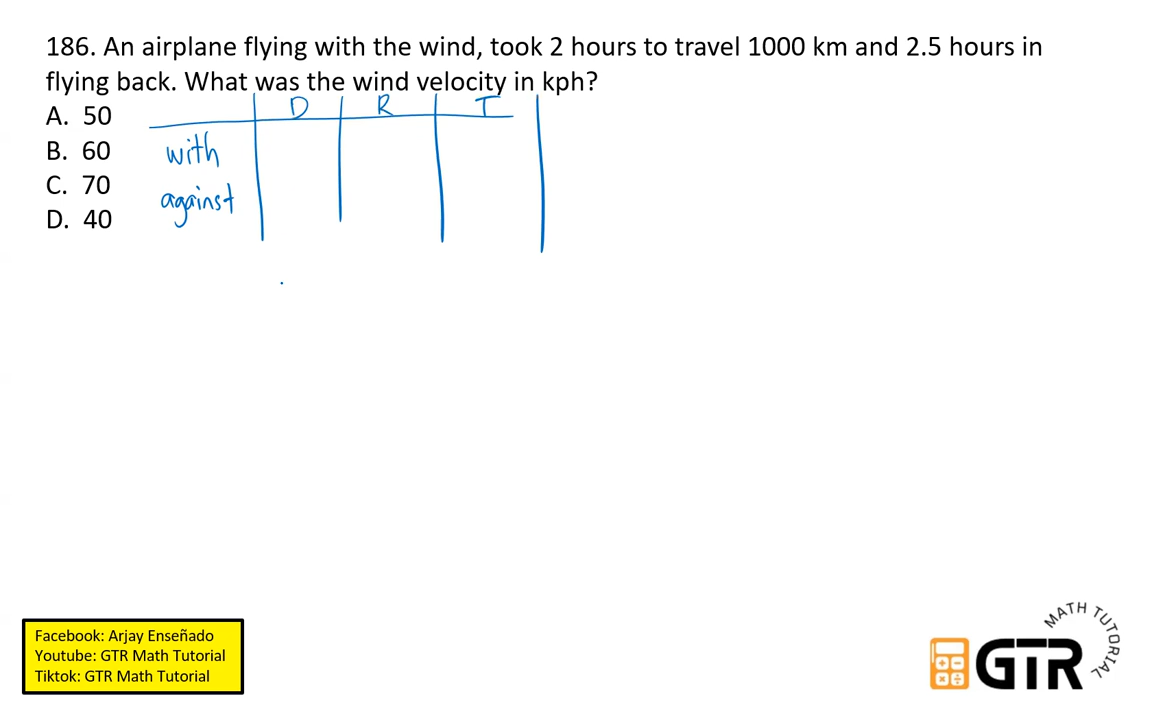 186. An airplane flying with the wind, took 2 hours to travel 1000 km and 2.5 hours in
flying back. What was the wind velocity in kph?
A. 50
B. 60
C. 70
D. 40
D R T
with
against
Facebook: Arjay Enseñado
Youtube: GTR Math Tutorial
Tiktok: GTR Math Tutorial
GTR
MATH TUTORIAL